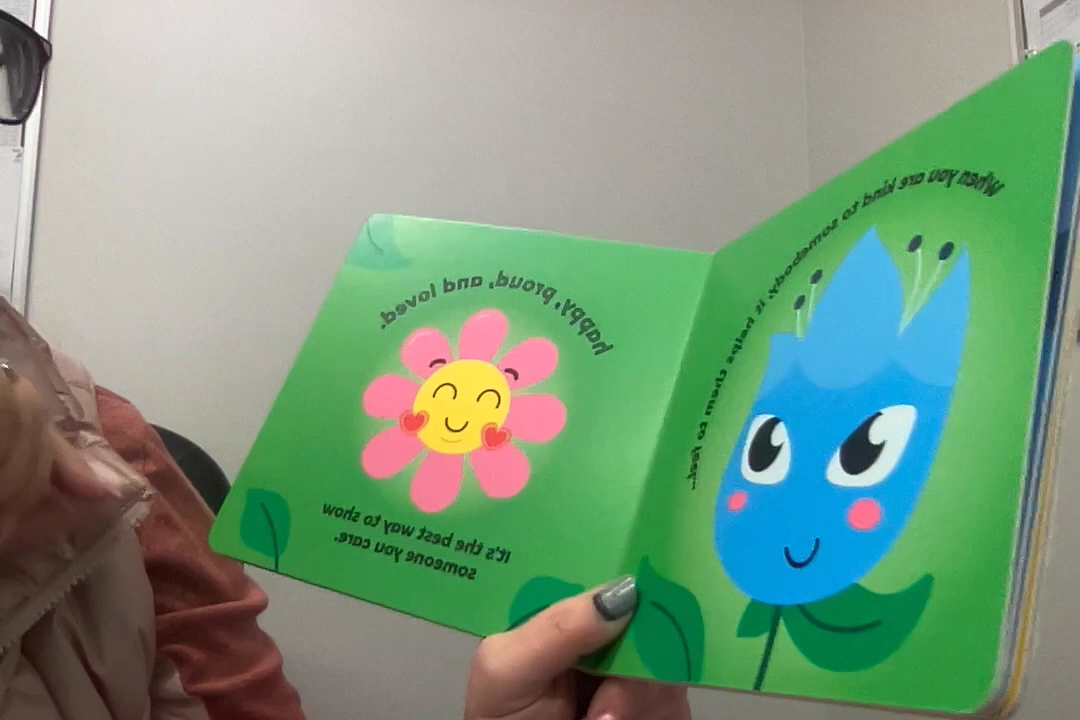 When you are kind to somebody, it helps them to feel...
happy, proud, and loved.
It's the best way to show
someone you care.